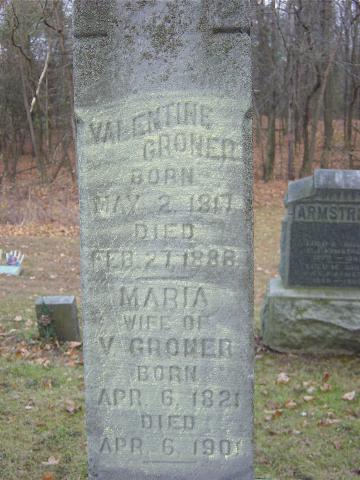 VALENTINE
GRONER
BORN
MAY 2, 1817
DIED
FEB. 27, 1888
MARIA
WIFE OF
V. GRONER
BORN
APR. 6, 1821
DIED
APR. 6, 1901
ARMSTR